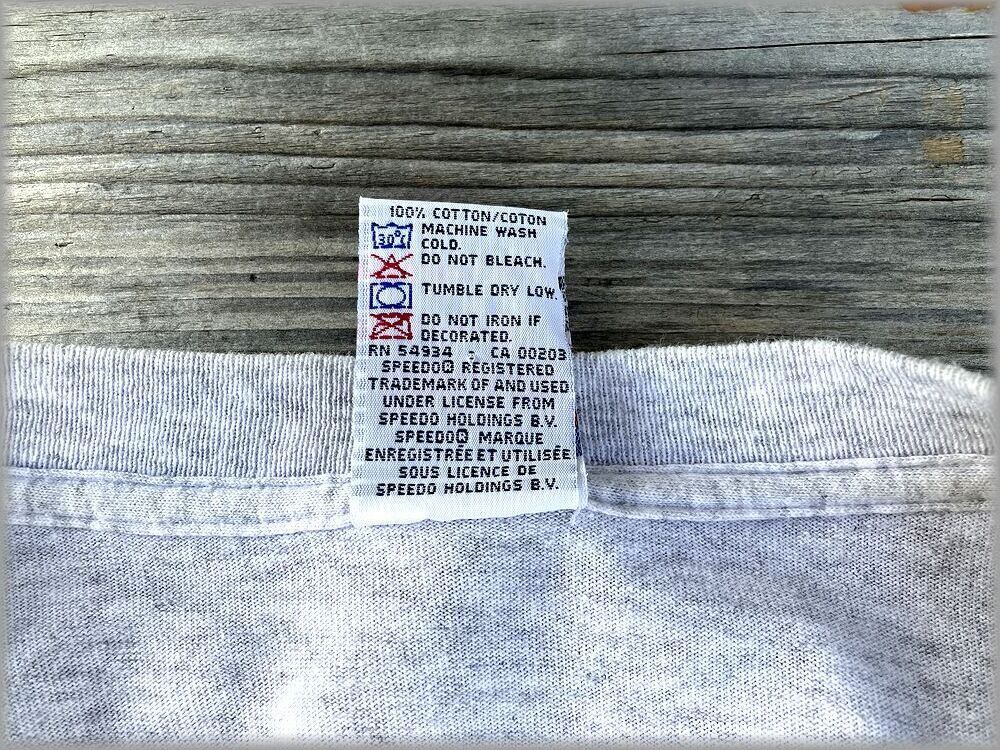 100% COTTON/COTON
30°C
MACHINE WASH
COLD.
DO NOT BLEACH.
TUMBLE DRY LOW.
DO NOT IRON IF
DECORATED.
RN 54934 - CA 00203
SPEEDO® REGISTERED
TRADEMARK OF AND USED
UNDER LICENSE FROM
SPEEDO HOLDINGS B.V.
SPEEDO® MARQUE
ENREGISTRÉE ET UTILISÉE
SOUS LICENCE DE
SPEEDO HOLDINGS B.V.